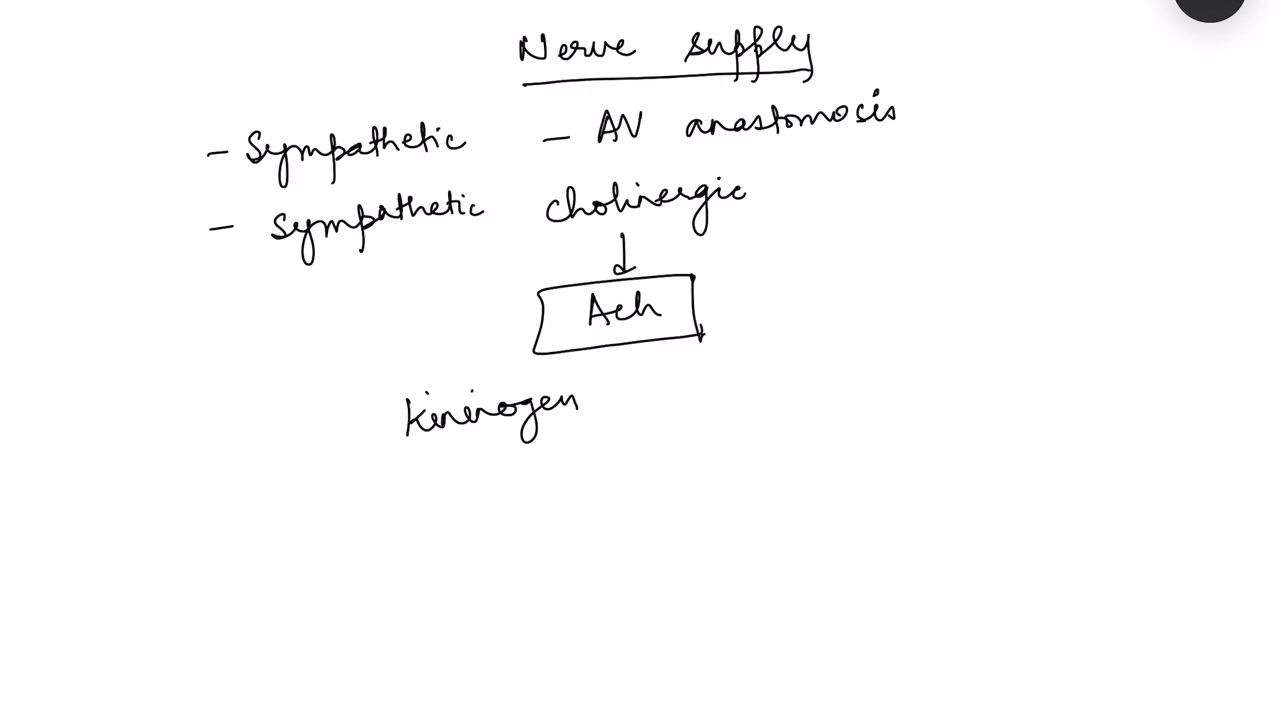 Nerve supply
- Sympathetic - AV anastomosis
- Sympathetic cholinergic
Ach
Kininogen